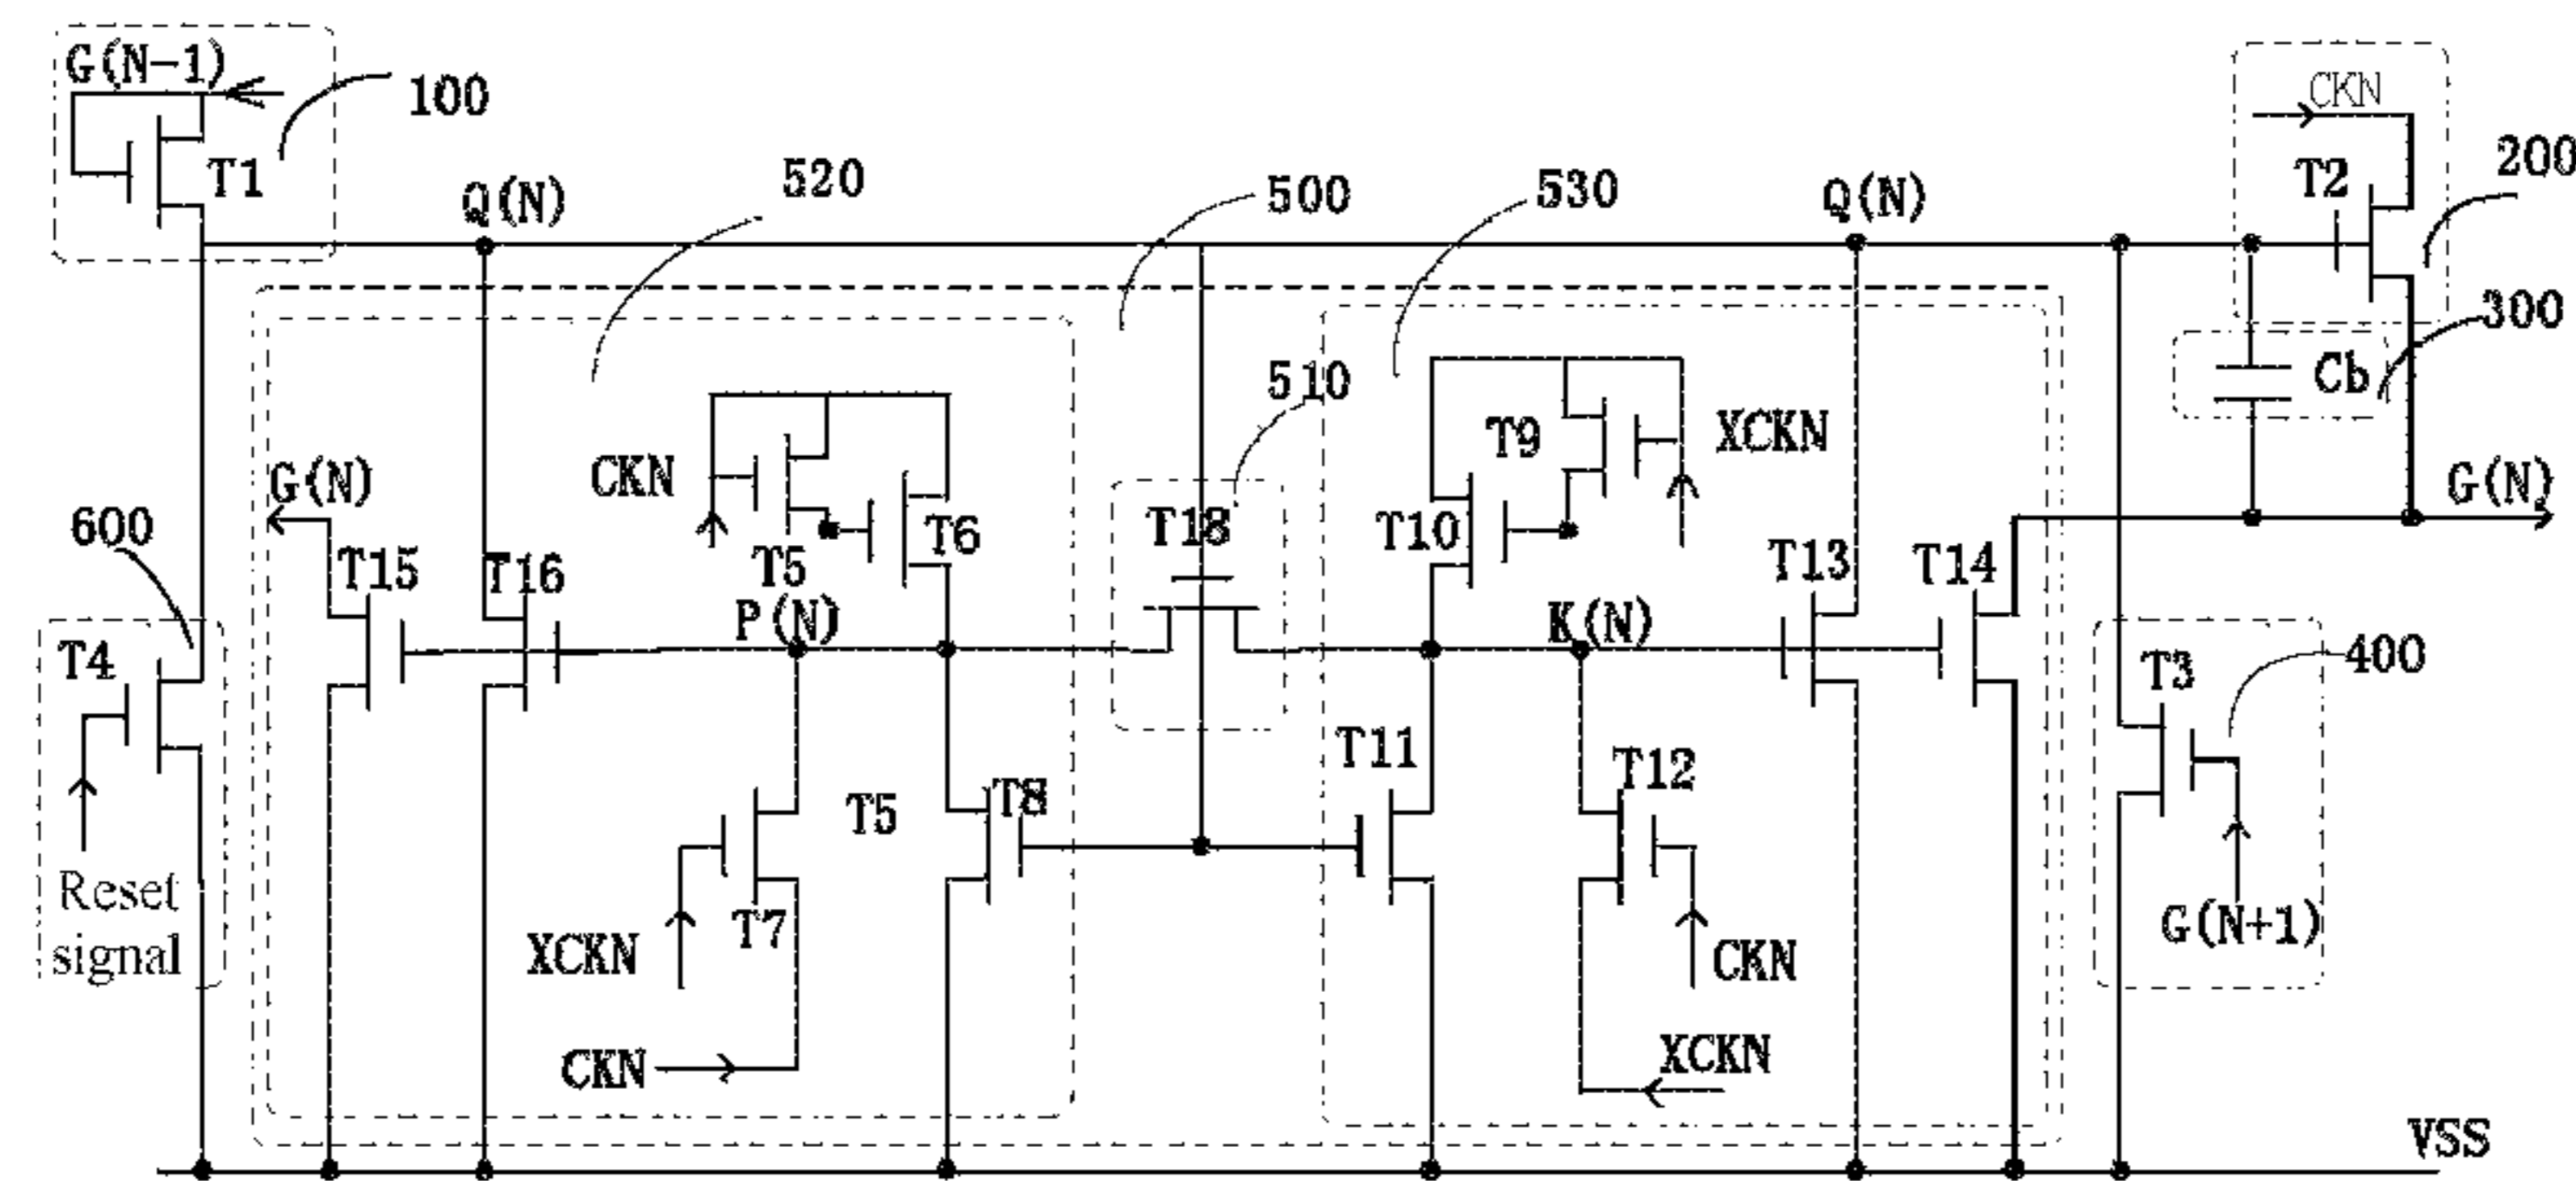 G(N-1)
100
T1
Q(N)
520
500
530
Q(N)
CKN
T2
200
300
Cb
510
CKN
T5
T6
T9
XCKN
T10
T18
G(N)
G(N)
600
T15
T16
T13
T14
P(N)
K(N)
T4
T3
400
T11
T12
T5
T8
T7
Reset
signal
XCKN
CKN
G(N+1)
CKN
XCKN
VSS